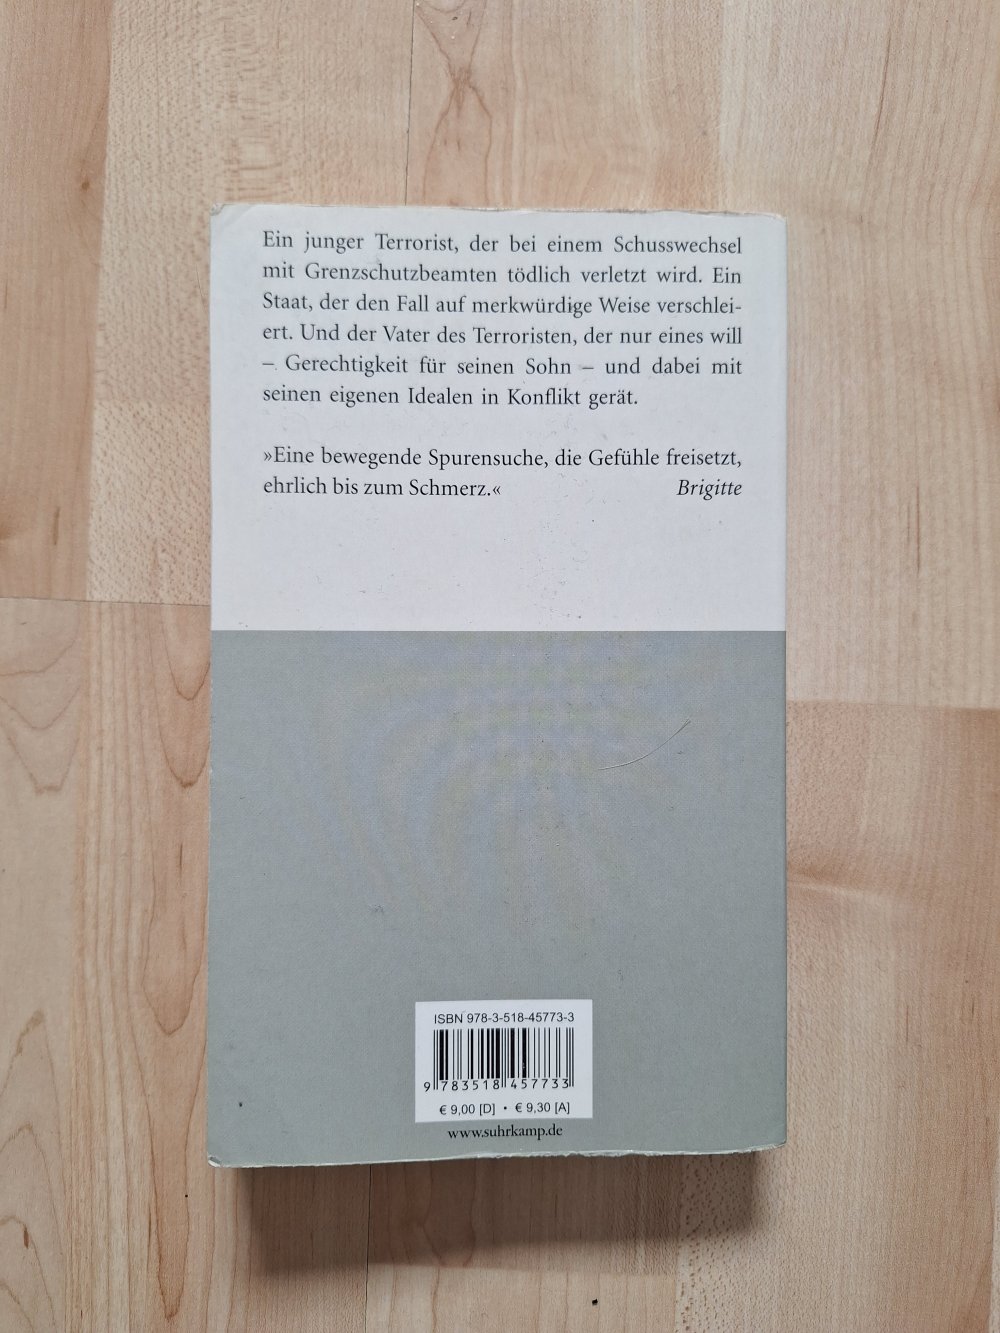 Ein junger Terrorist, der bei einem Schusswechsel
mit Grenzschutzbeamten tödlich verletzt wird. Ein
Staat, der den Fall auf merkwürdige Weise verschlei-
ert. Und der Vater des Terroristen, der nur eines will
– Gerechtigkeit für seinen Sohn – und dabei mit
seinen eigenen Idealen in Konflikt gerät.
»Eine bewegende Spurensuche, die Gefühle freisetzt,
ehrlich bis zum Schmerz.« Brigitte
ISBN 978-3-518-45773-3
9 783518 457733
€ 9,00 [D] • € 9,30 [A]
www.suhrkamp.de